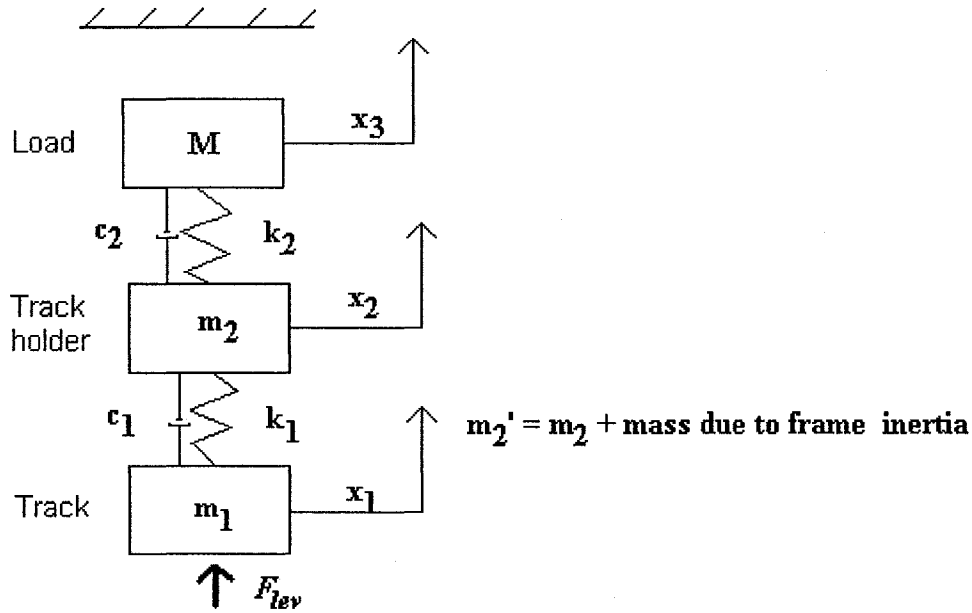 x₃
Load
M
c₂
k₂
Track
holder
m₂
x₂
c₁
k₁
m₂' = m₂ + mass due to frame inertia
Track
m₁
x₁
F_lev